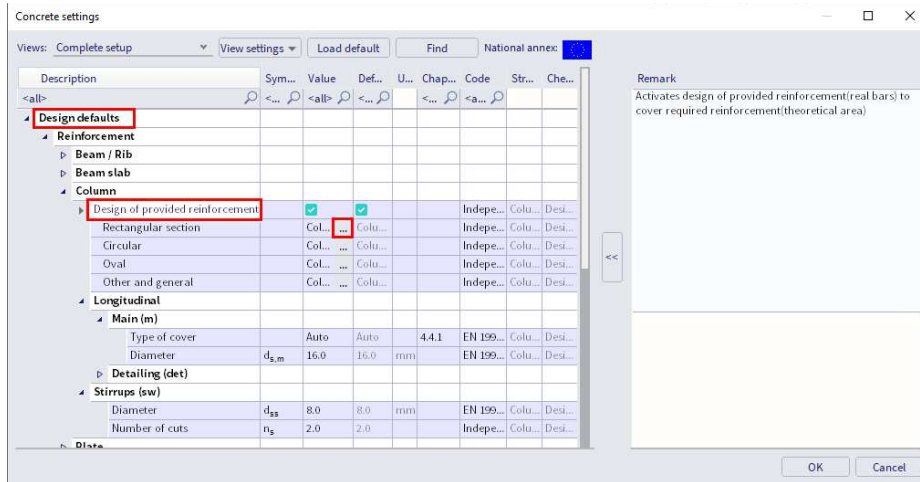 Concrete settings
Views: Complete setup View settings Load default Find National annex:
Description Sym... Value Def... U... Chap... Code Str... Che...
<all> <... <all> <... <... <a...
Design defaults
Reinforcement
Beam / Rib
Beam slab
Column
Design of provided reinforcement Indepe... Colu... Desi...
Rectangular section Col... ... Colu... Indepe... Colu... Desi...
Circular Col... ... Colu... Indepe... Colu... Desi...
Oval Col... ... Colu... Indepe... Colu... Desi...
Other and general Col... ... Colu... Indepe... Colu... Desi...
Longitudinal
Main (m)
Type of cover Auto Auto 4.4.1 EN 199... Colu... Desi...
Diameter ds,m 16.0 16.0 mm EN 199... Colu... Desi...
Detailing (det)
Stirrups (sw)
Diameter dss 8.0 8.0 mm EN 199... Colu... Desi...
Number of cuts ns 2.0 2.0 Indepe... Colu... Desi...
Plate
<<
Remark
Activates design of provided reinforcement(real bars) to
cover required reinforcement(theoretical area)
OK Cancel